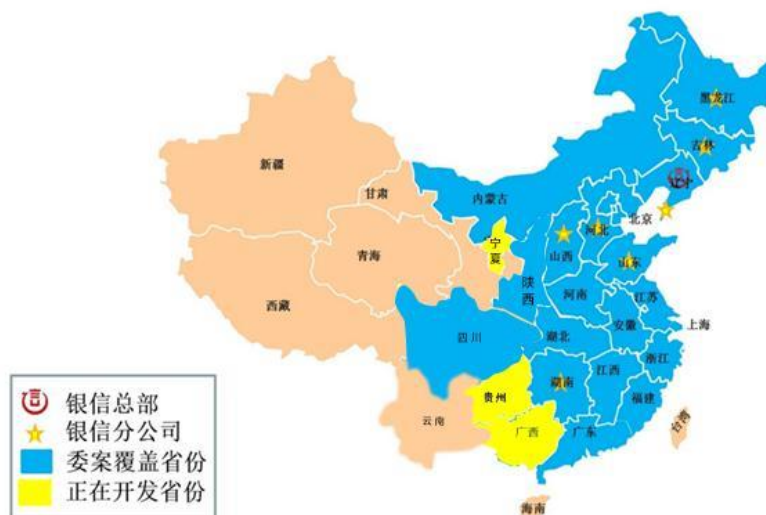 黑龙江
吉林
新疆
甘肃
内蒙古
北京
河北
宁夏
山西
山东
青海
陕西
河南
江苏
西藏
安徽
上海
四川
湖北
浙江
江西
湖南
贵州
福建
云南
广西
广东
台湾
海南
银信总部
银信分公司
委案覆盖省份
正在开发省份